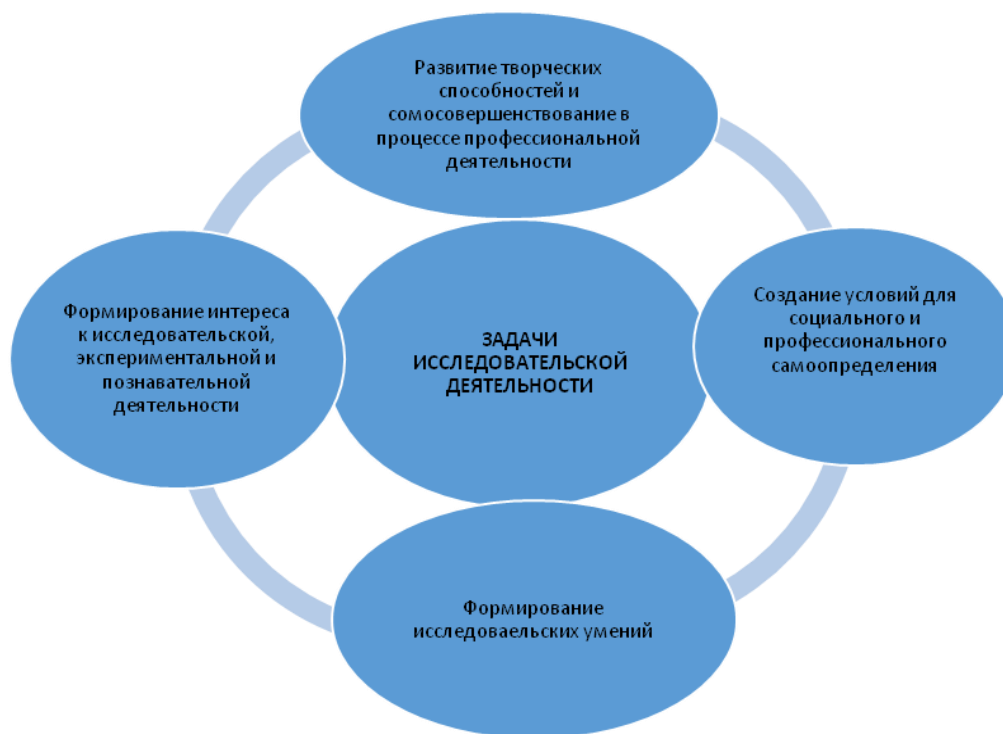 Развитие творческих
способностей и
сомосовершенствование в
процессе профессиональной
деятельности
Формирование интереса
к исследовательской,
экспериментальной и
познавательной
деятельности
ЗАДАЧИ
ИССЛЕДОВАТЕЛЬСКОЙ
ДЕЯТЕЛЬНОСТИ
Создание условий для
социального и
профессионального
самоопределения
Формирование
исследоваельских умений